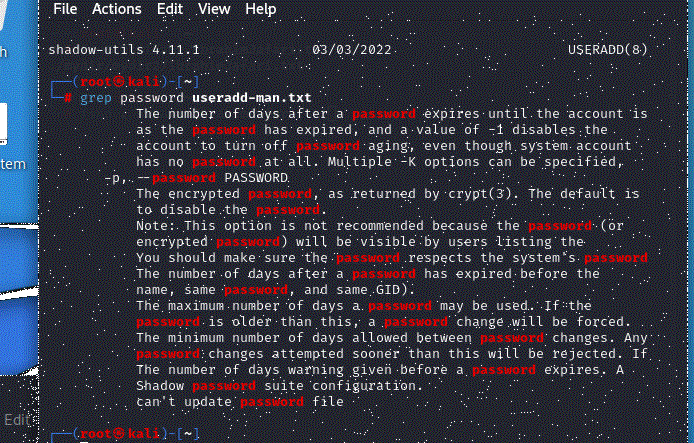 File Actions Edit View Help
h
shadow-utils 4.11.1 03/03/2022 USERADD(8)
┌──(root㉿kali)-[~]
└─# grep password useradd-man.txt
The number of days after a password expires until the account is
as the password has expired, and a value of -1 disables the
account to turn off password aging, even though system account
has no password at all. Multiple -K options can be specified,
tem
-p, --password PASSWORD
The encrypted password, as returned by crypt(3). The default is
to disable the password.
Note: This option is not recommended because the password (or
encrypted password) will be visible by users listing the
You should make sure the password respects the system's password
The number of days after a password has expired before the
name, same password, and same GID).
The maximum number of days a password may be used. If the
password is older than this, a password change will be forced.
The minimum number of days allowed between password changes. Any
password changes attempted sooner than this will be rejected. If
The number of days warning given before a password expires. A
Shadow password suite configuration.
can't update password file
Edit
┌──(root㉿kali)-[~]